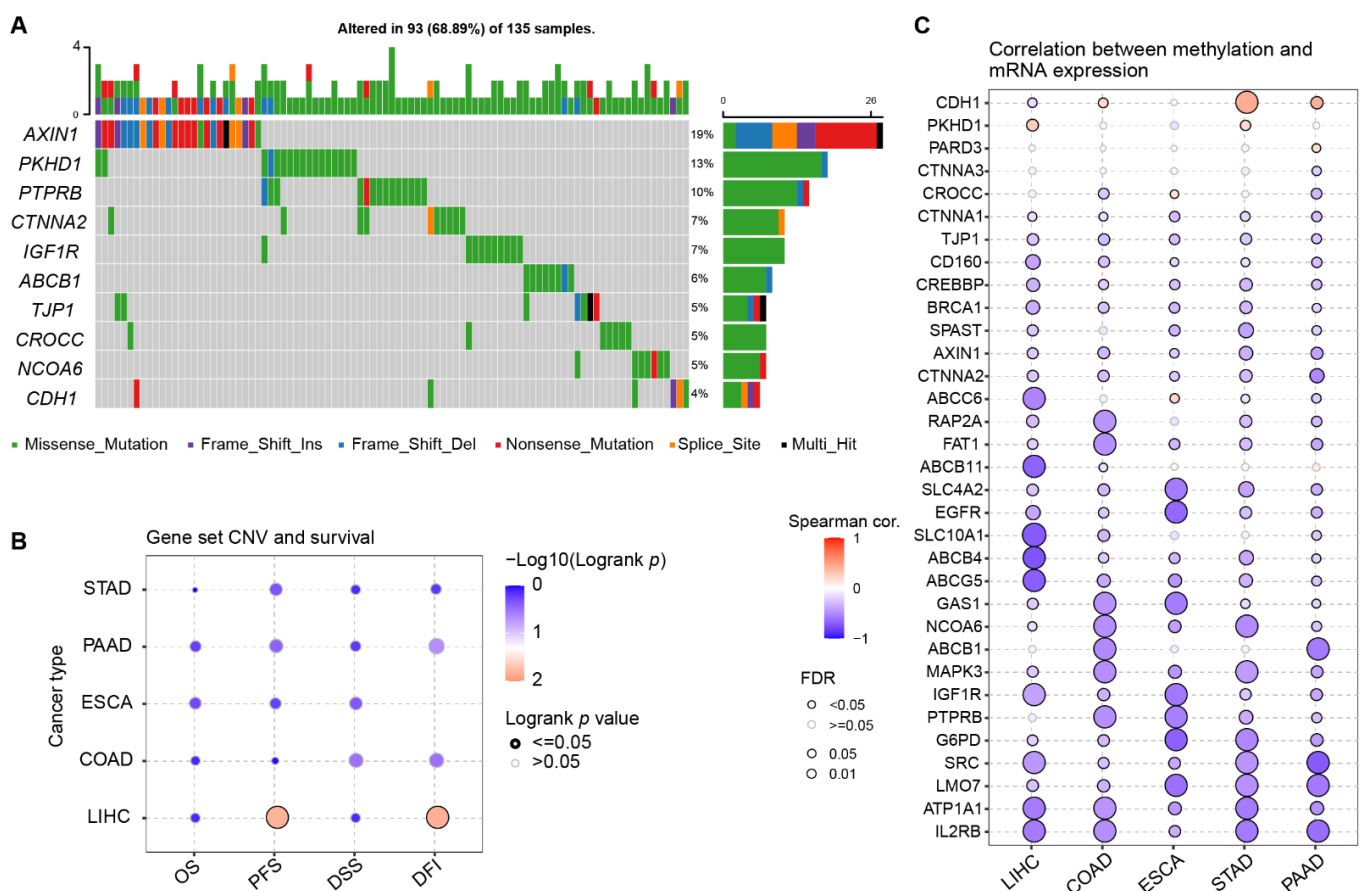 A
Altered in 93 (68.89%) of 135 samples.
4
0
0 26
AXIN1 19%
PKHD1 13%
PTPRB 10%
CTNNA2 7%
IGF1R 7%
ABCB1 6%
TJP1 5%
CROCC 5%
NCOA6 5%
CDH1 4%
Missense_Mutation Frame_Shift_Ins Frame_Shift_Del Nonsense_Mutation Splice_Site Multi_Hit
B
Gene set CNV and survival
Cancer type
STAD
PAAD
ESCA
COAD
LIHC
OS PFS DSS DFI
−Log10(Logrank p)
0
1
2
Logrank p value
<=0.05
>0.05
C
Correlation between methylation and
mRNA expression
Spearman cor.
1
0
−1
FDR
<0.05
>=0.05
0.05
0.01
CDH1
PKHD1
PARD3
CTNNA3
CROCC
CTNNA1
TJP1
CD160
CREBBP
BRCA1
SPAST
AXIN1
CTNNA2
ABCC6
RAP2A
FAT1
ABCB11
SLC4A2
EGFR
SLC10A1
ABCB4
ABCG5
GAS1
NCOA6
ABCB1
MAPK3
IGF1R
PTPRB
G6PD
SRC
LMO7
ATP1A1
IL2RB
LIHC COAD ESCA STAD PAAD